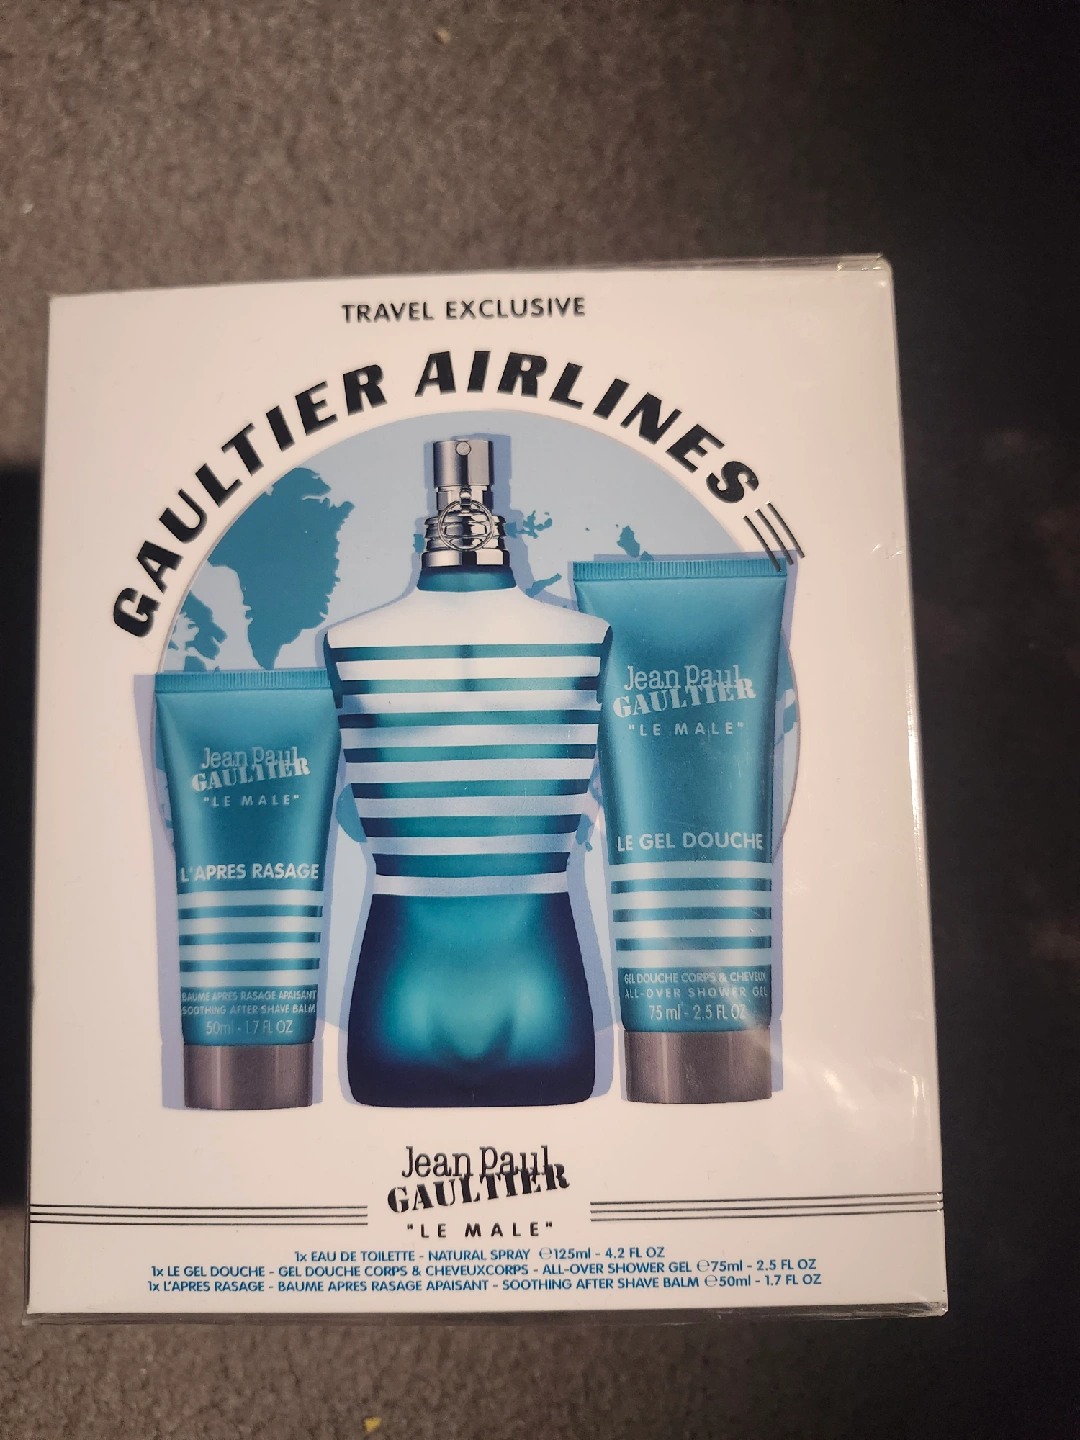 TRAVEL EXCLUSIVE
GAULTIER AIRLINES
Jean Paul
GAULTIER
"LE MALE"
L'APRES RASAGE
BAUME APRES RASAGE APAISANT
SOOTHING AFTER SHAVE BALM
50ml - 1.7 FL OZ
Jean Paul
GAULTIER
"LE MALE"
LE GEL DOUCHE
GEL DOUCHE CORPS & CHEVEUX
ALL-OVER SHOWER GEL
75 ml - 2.5 FL OZ
Jean Paul
GAULTIER
"LE MALE"
1x EAU DE TOILETTE - NATURAL SPRAY ℮125ml - 4.2 FL OZ
1x LE GEL DOUCHE - GEL DOUCHE CORPS & CHEVEUXCORPS - ALL-OVER SHOWER GEL ℮75ml - 2.5 FL OZ
1x L'APRES RASAGE - BAUME APRES RASAGE APAISANT - SOOTHING AFTER SHAVE BALM ℮50ml - 1.7 FL OZ